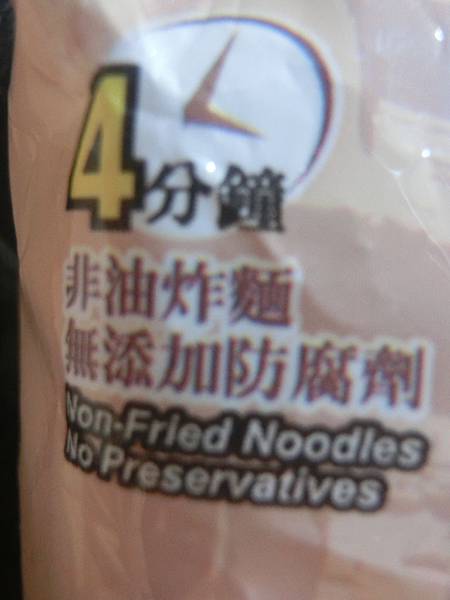 4分鐘
非油炸麵
無添加防腐劑
Non-Fried Noodles
No Preservatives